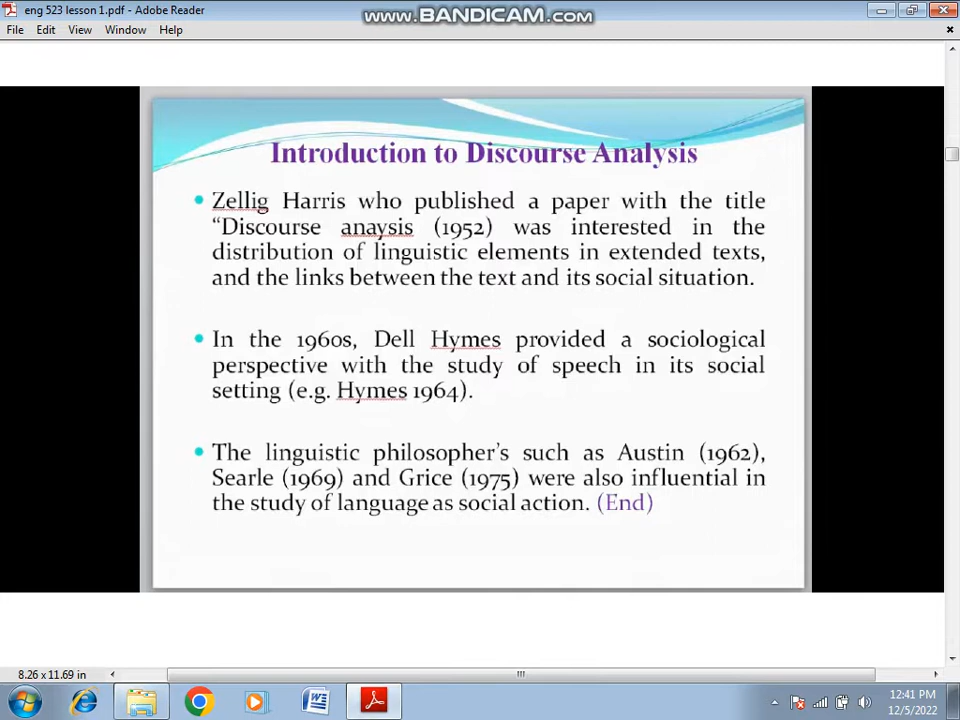 eng 523 lesson 1.pdf - Adobe Reader
www.BANDICAM.com
File Edit View Window Help
Introduction to Discourse Analysis
• Zellig Harris who published a paper with the title
“Discourse anaysis (1952) was interested in the
distribution of linguistic elements in extended texts,
and the links between the text and its social situation.
• In the 1960s, Dell Hymes provided a sociological
perspective with the study of speech in its social
setting (e.g. Hymes 1964).
• The linguistic philosopher’s such as Austin (1962),
Searle (1969) and Grice (1975) were also influential in
the study of language as social action. (End)
8.26 x 11.69 in
12:41 PM
12/5/2022